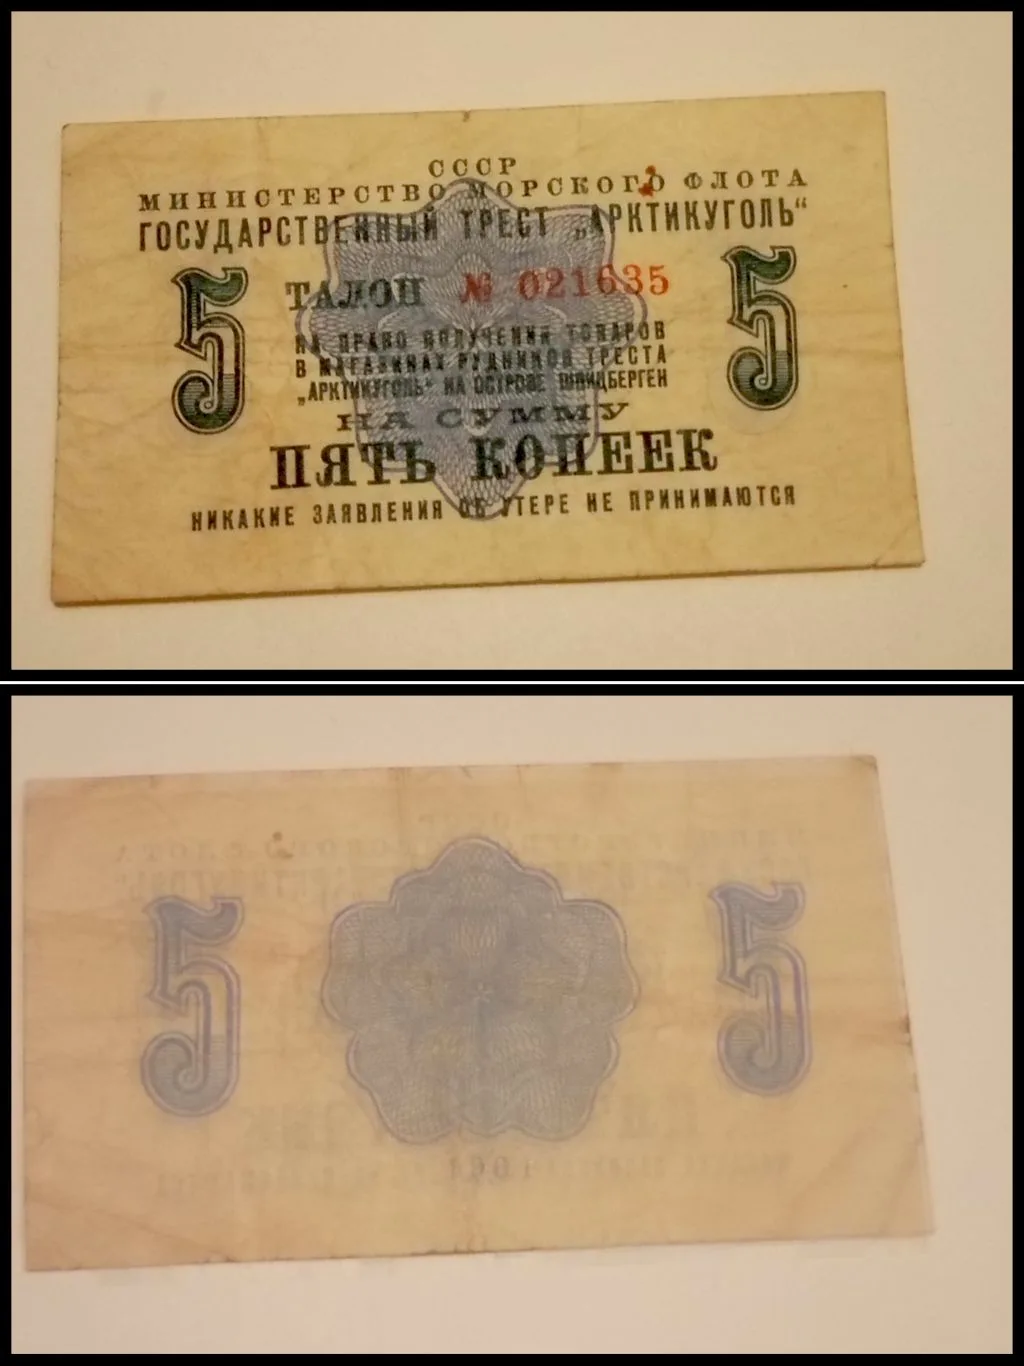 СССР
МИНИСТЕРСТВО МОРСКОГО ФЛОТА
ГОСУДАРСТВЕННЫЙ ТРЕСТ „АРКТИКУГОЛЬ“
5 ТАЛОН № 021635 5
НА ПРАВО ПОЛУЧЕНИЯ ТОВАРОВ
В МАГАЗИНАХ РУДНИКОВ ТРЕСТА
„АРКТИКУГОЛЬ“ НА ОСТРОВЕ ШПИЦБЕРГЕН
НА СУММУ
ПЯТЬ КОПЕЕК
НИКАКИЕ ЗАЯВЛЕНИЯ ОБ УТЕРЕ НЕ ПРИНИМАЮТСЯ
5 5